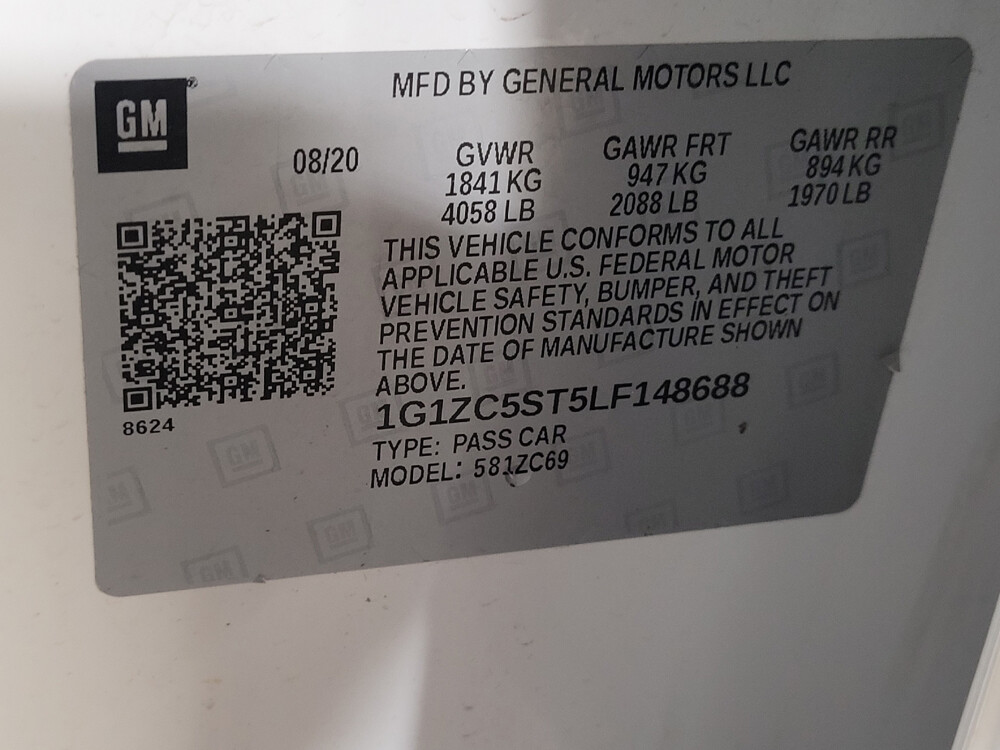 GM
MFD BY GENERAL MOTORS LLC
08/20
GVWR
1841 KG
4058 LB
GAWR FRT
947 KG
2088 LB
GAWR RR
894 KG
1970 LB
THIS VEHICLE CONFORMS TO ALL
APPLICABLE U.S. FEDERAL MOTOR
VEHICLE SAFETY, BUMPER, AND THEFT
PREVENTION STANDARDS IN EFFECT ON
THE DATE OF MANUFACTURE SHOWN
ABOVE.
1G1ZC5ST5LF148688
TYPE: PASS CAR
MODEL: 581ZC69
8624